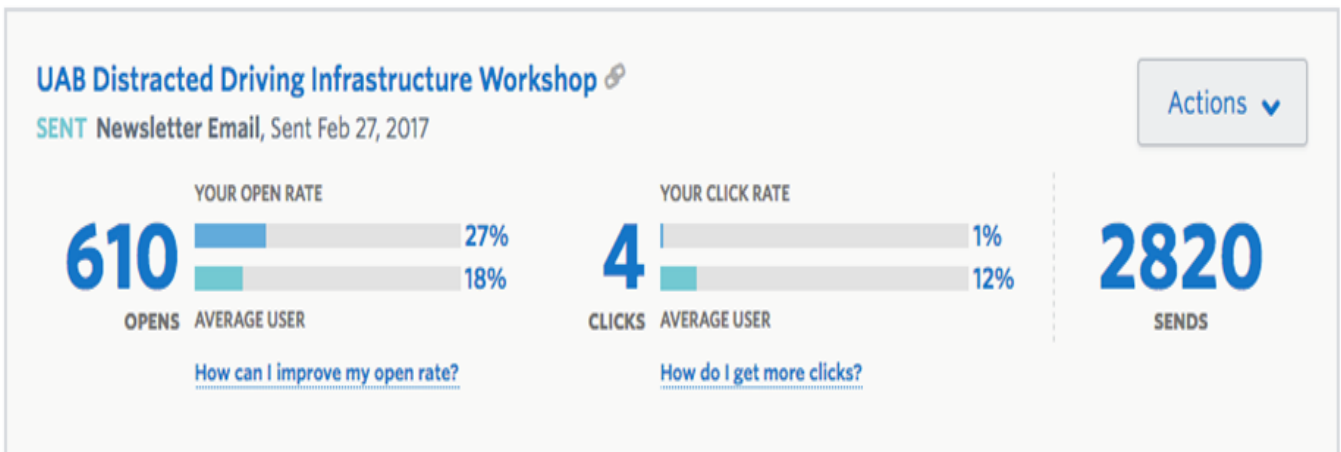 UAB Distracted Driving Infrastructure Workshop
Actions
SENT Newsletter Email, Sent Feb 27, 2017
YOUR OPEN RATE
610
27%
18%
OPENS
AVERAGE USER
How can I improve my open rate?
YOUR CLICK RATE
4
1%
12%
CLICKS
AVERAGE USER
How do I get more clicks?
2820
SENDS